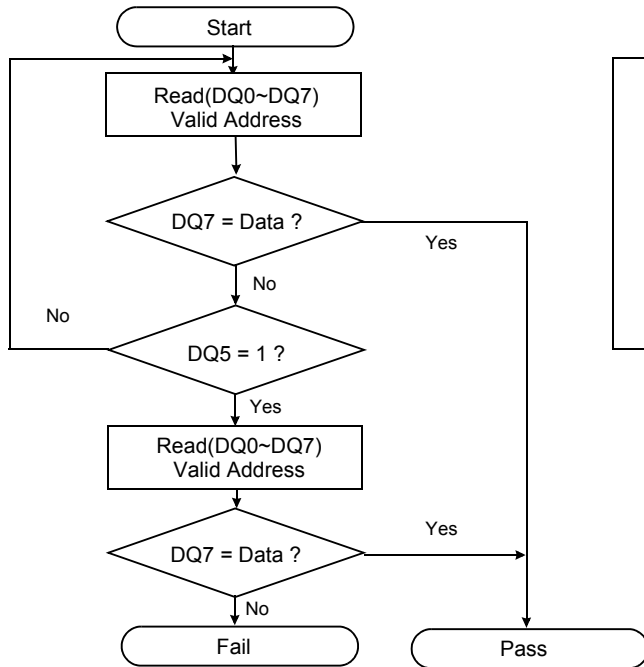 Start
Read(DQ0~DQ7)
Valid Address
DQ7 = Data ?
Yes
No
No
DQ5 = 1 ?
Yes
Read(DQ0~DQ7)
Valid Address
Yes
DQ7 = Data ?
No
Fail
Pass